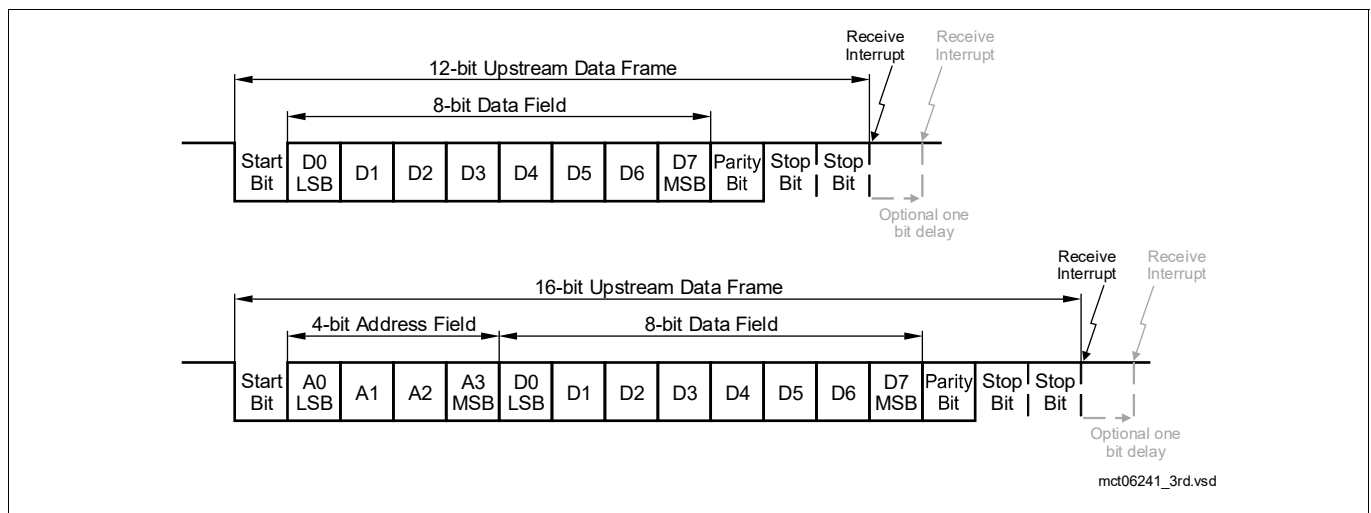 Receive Receive
Interrupt Interrupt
12-bit Upstream Data Frame
8-bit Data Field
Start D0 D1 D2 D3 D4 D5 D6 D7 Parity Stop Stop
Bit LSB MSB Bit Bit Bit
Optional one
bit delay
Receive Receive
Interrupt Interrupt
16-bit Upstream Data Frame
4-bit Address Field 8-bit Data Field
Start A0 A1 A2 A3 D0 D1 D2 D3 D4 D5 D6 D7 Parity Stop Stop
Bit LSB MSB LSB MSB Bit Bit Bit
Optional one
bit delay
mct06241_3rd.vsd